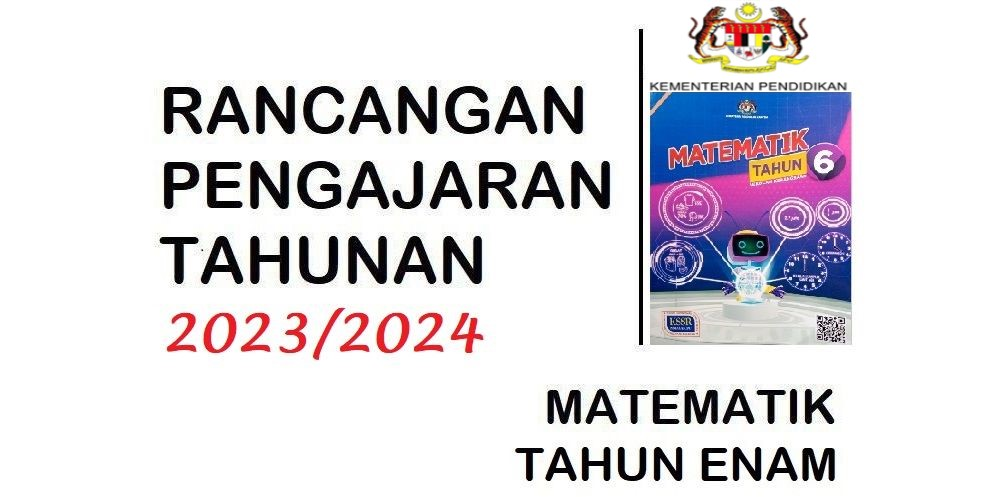 RANCANGAN
PENGAJARAN
TAHUNAN
2023/2024
KEMENTERIAN PENDIDIKAN
MATEMATIK
TAHUN 6
KSSR
MATEMATIK
TAHUN ENAM